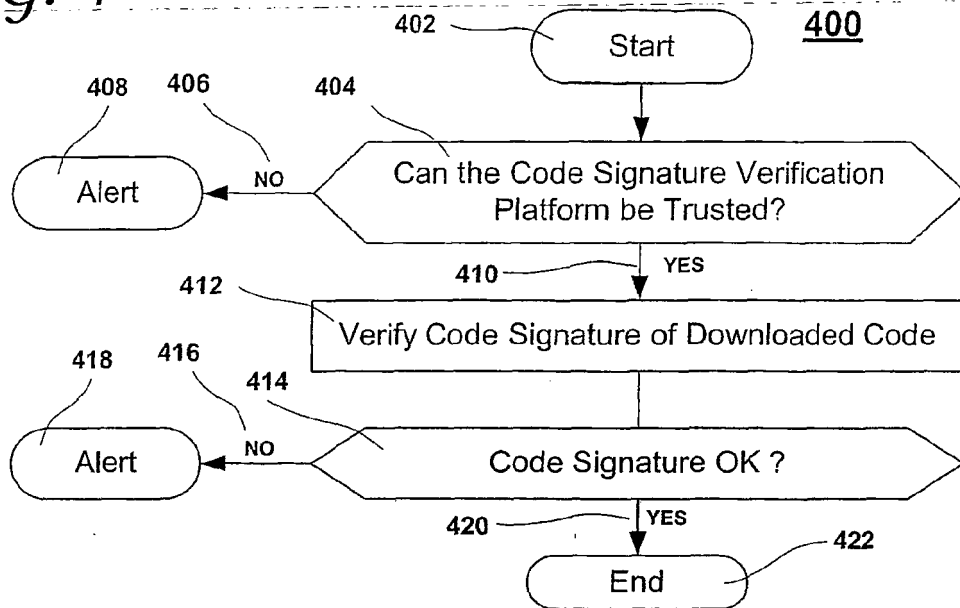 402
Start
400
408
406
404
Alert
NO
Can the Code Signature Verification
Platform be Trusted?
410
YES
412
Verify Code Signature of Downloaded Code
418
416
414
Alert
NO
Code Signature OK ?
420
YES
422
End